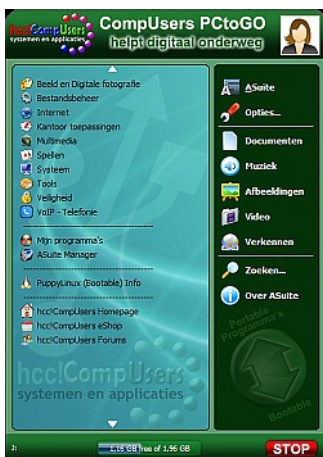 hcc!CompUsers
systemen en applicaties
CompUsers PCtoGO
helpt digitaal onderweg
Beeld en Digitale fotografie
Bestandsbeheer
Internet
Kantoor toepassingen
Multimedia
Spellen
Systeem
Tools
Veiligheid
VoIP - Telefonie
Mijn programma's
ASuite Manager
PuppyLinux (Bootable) Info
hcc!CompUsers Homepage
hcc!CompUsers eShop
hcc!CompUsers Forums
hcc!CompUsers
systemen en applicaties
ASuite
Opties...
Documenten
Muziek
Afbeeldingen
Video
Verkennen
Zoeken...
Over ASuite
Portable
Programma's
Bootable
J:
1,16 GB free of 1,96 GB
STOP